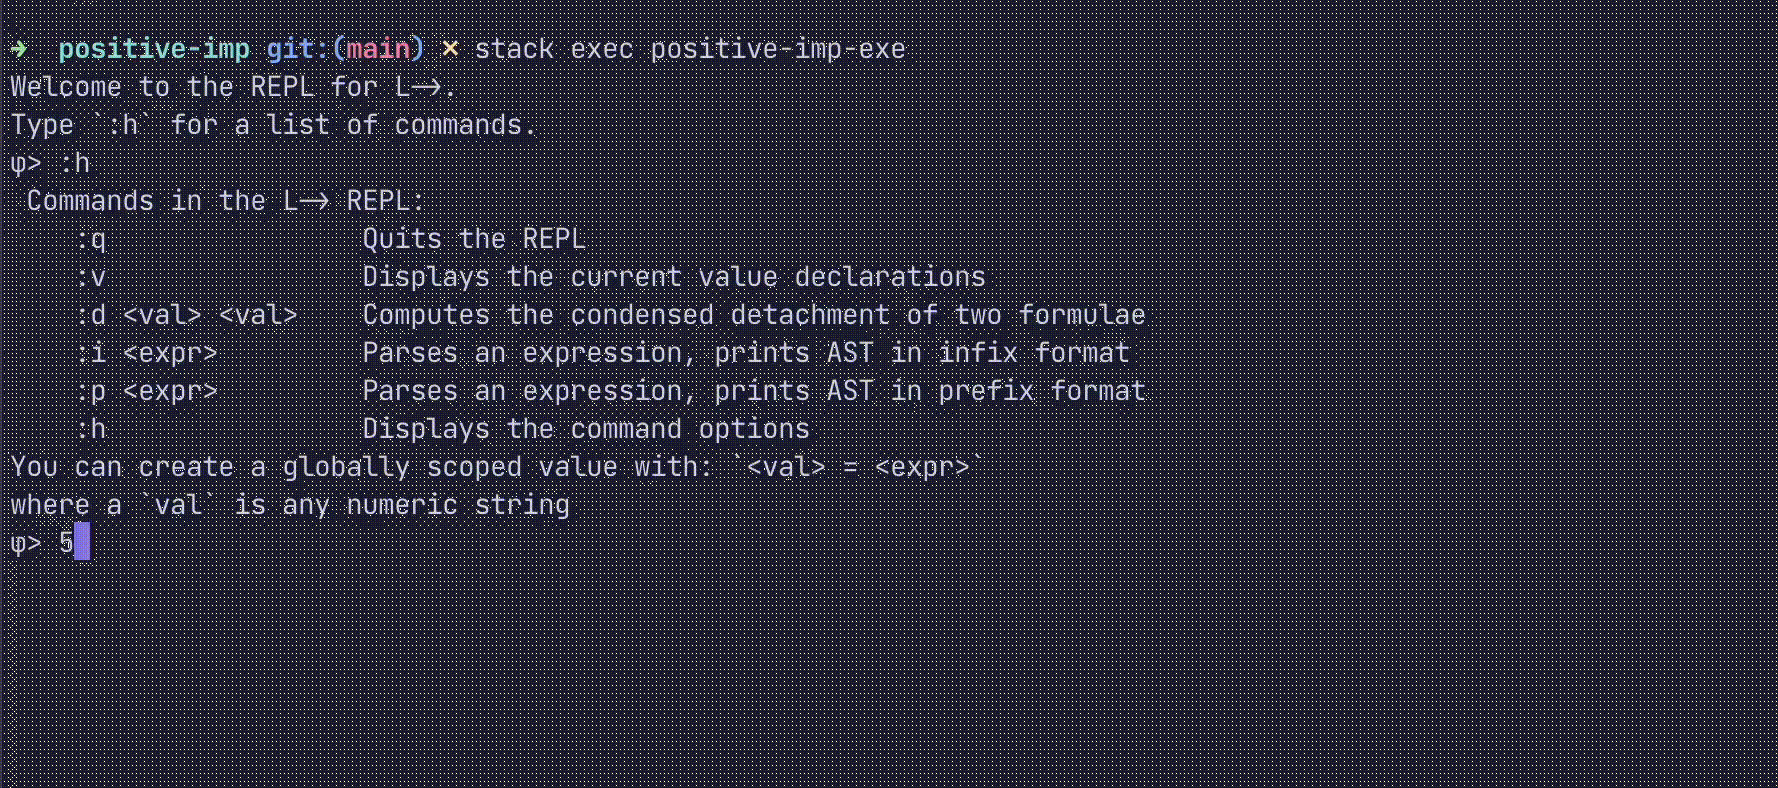 ➜  positive-imp git:(main) ✗ stack exec positive-imp-exe
Welcome to the REPL for L→.
Type `:h` for a list of commands.
φ> :h
 Commands in the L→ REPL:
    :q                Quits the REPL
    :v                Displays the current value declarations
    :d <val> <val>    Computes the condensed detachment of two formulae
    :i <expr>         Parses an expression, prints AST in infix format
    :p <expr>         Parses an expression, prints AST in prefix format
    :h                Displays the command options
You can create a globally scoped value with: `<val> = <expr>`
where a `val` is any numeric string
φ> 5